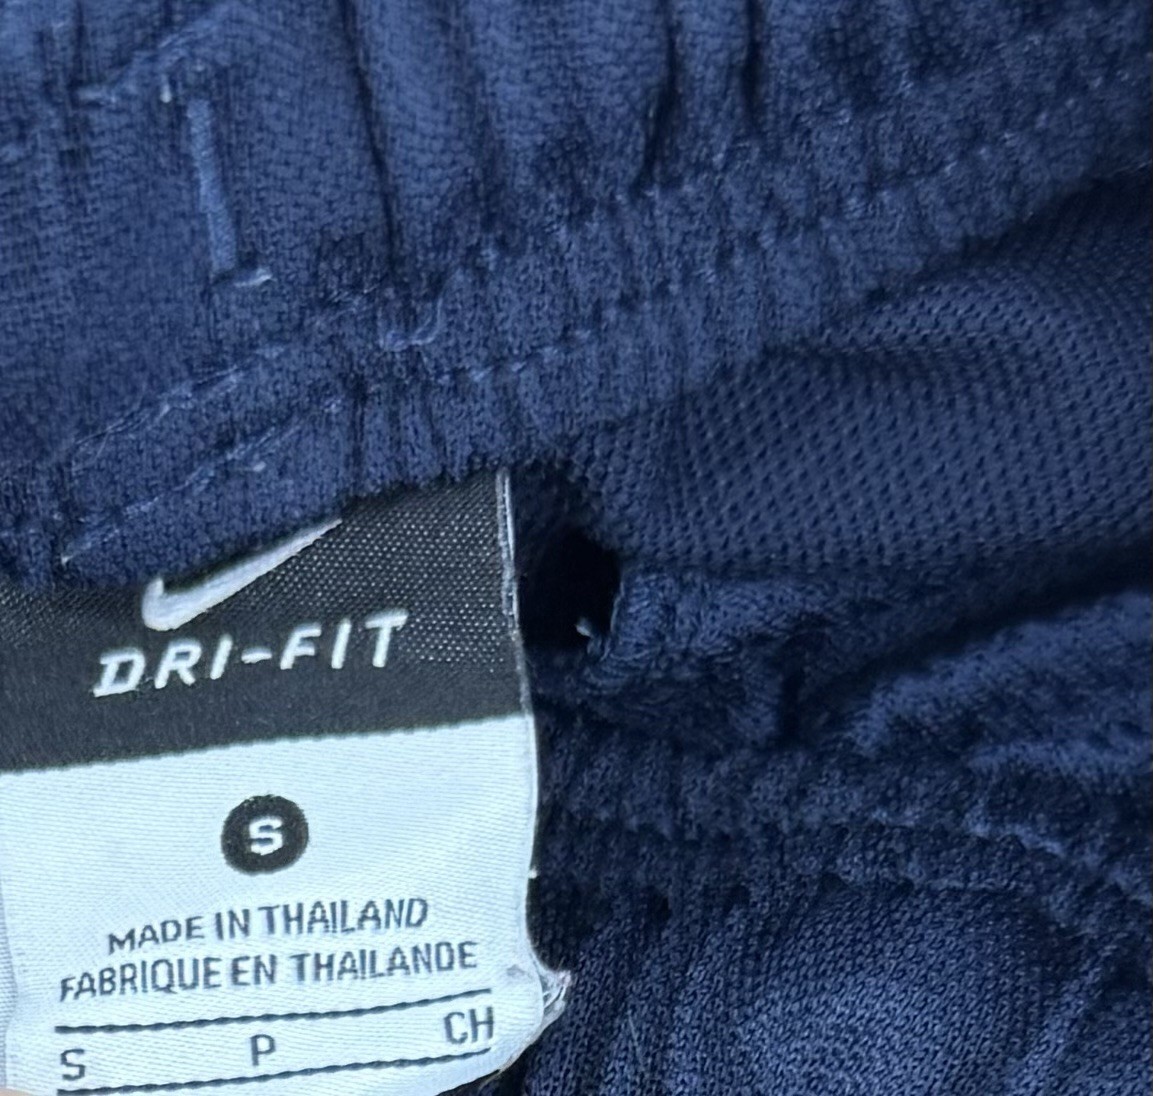 DRI-FIT
S
MADE IN THAILAND
FABRIQUE EN THAILANDE
S P CH